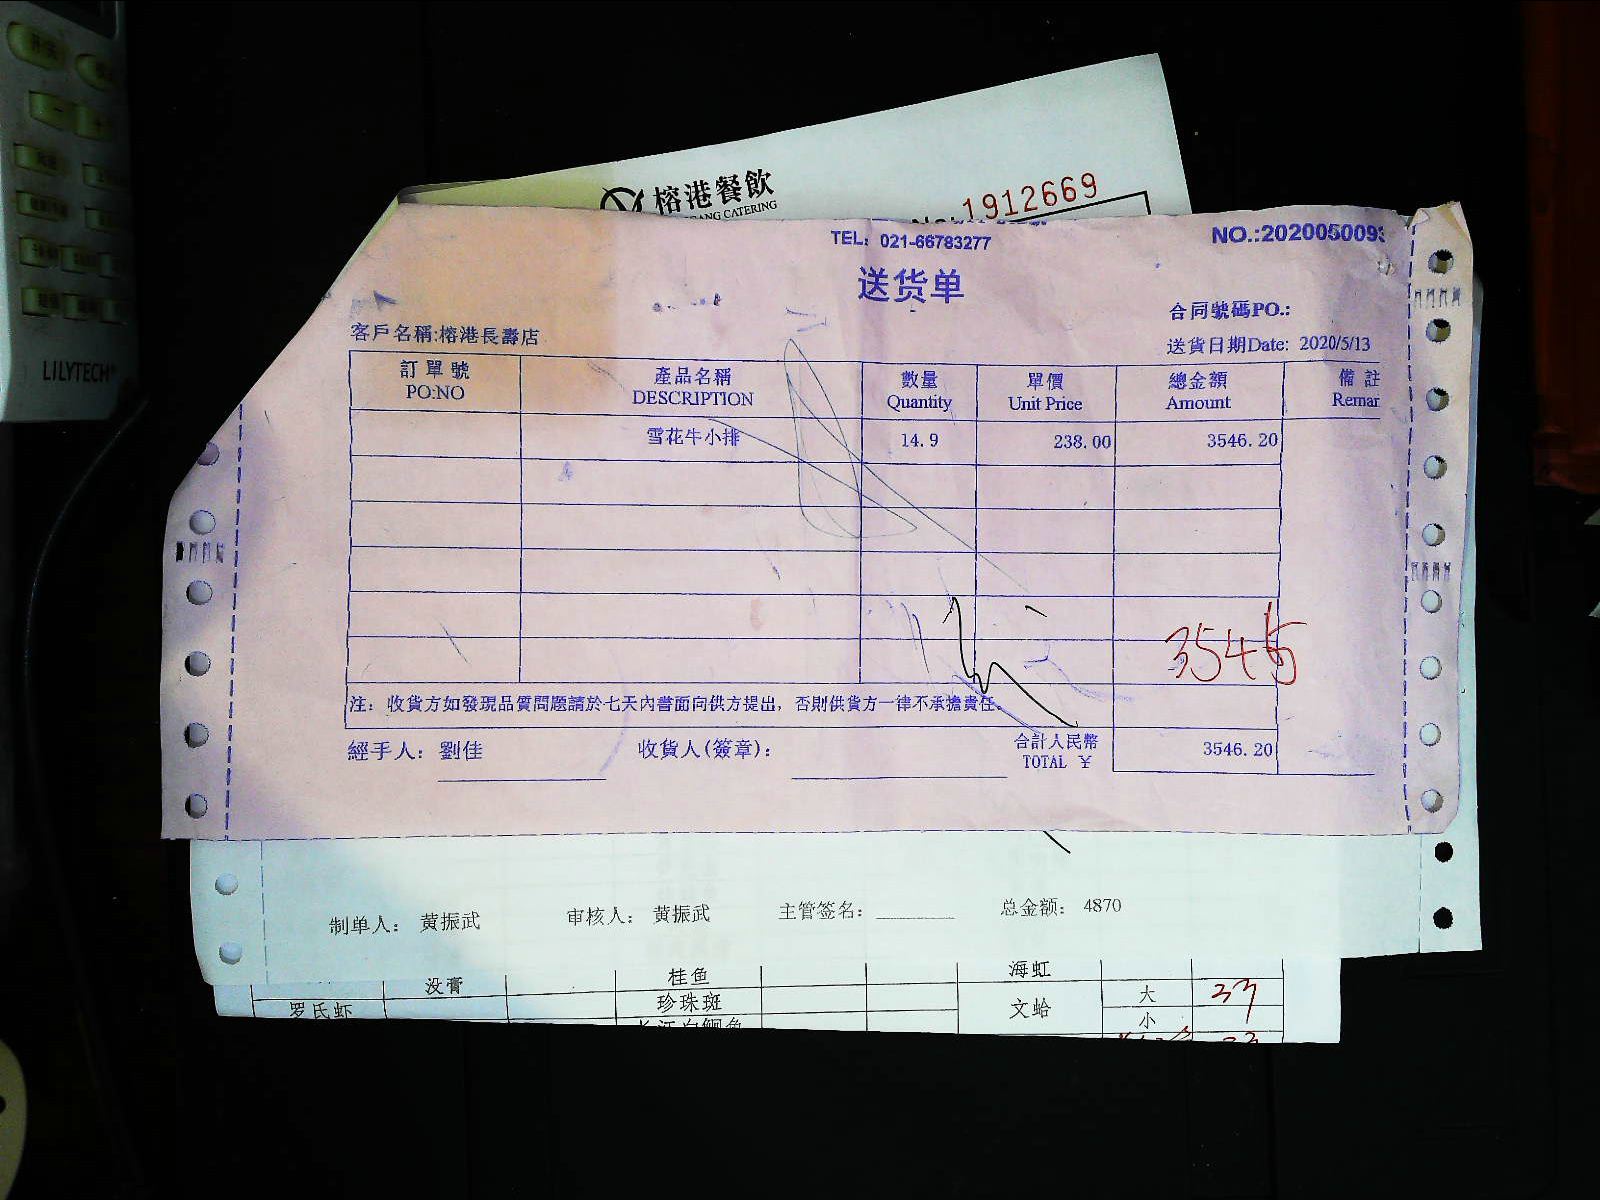 榕港餐飲
CATERING
1912669
TEL: 021-66783277
NO.:202005009
送货单
合同號碼PO.:
客戶名稱:榕港長壽店
送貨日期Date: 2020/5/13
訂單號 產品名稱 數量 單價 總金額 備註
PO:NO DESCRIPTION Quantity Unit Price Amount Remar
雪花牛小排 14.9 238.00 3546.20
3545
注: 收貨方如發現品質問題請於七天內書面向供方提出, 否則供貨方一律不承擔責任.
經手人: 劉佳 收貨人(簽章): 合計人民幣 3546.20
TOTAL ¥
制单人: 黄振武 审核人: 黄振武 主管签名: 总金额: 4870
没膏 桂鱼 海虹
罗氏虾 珍珠斑 文蛤 大 37
小
LILYTECH